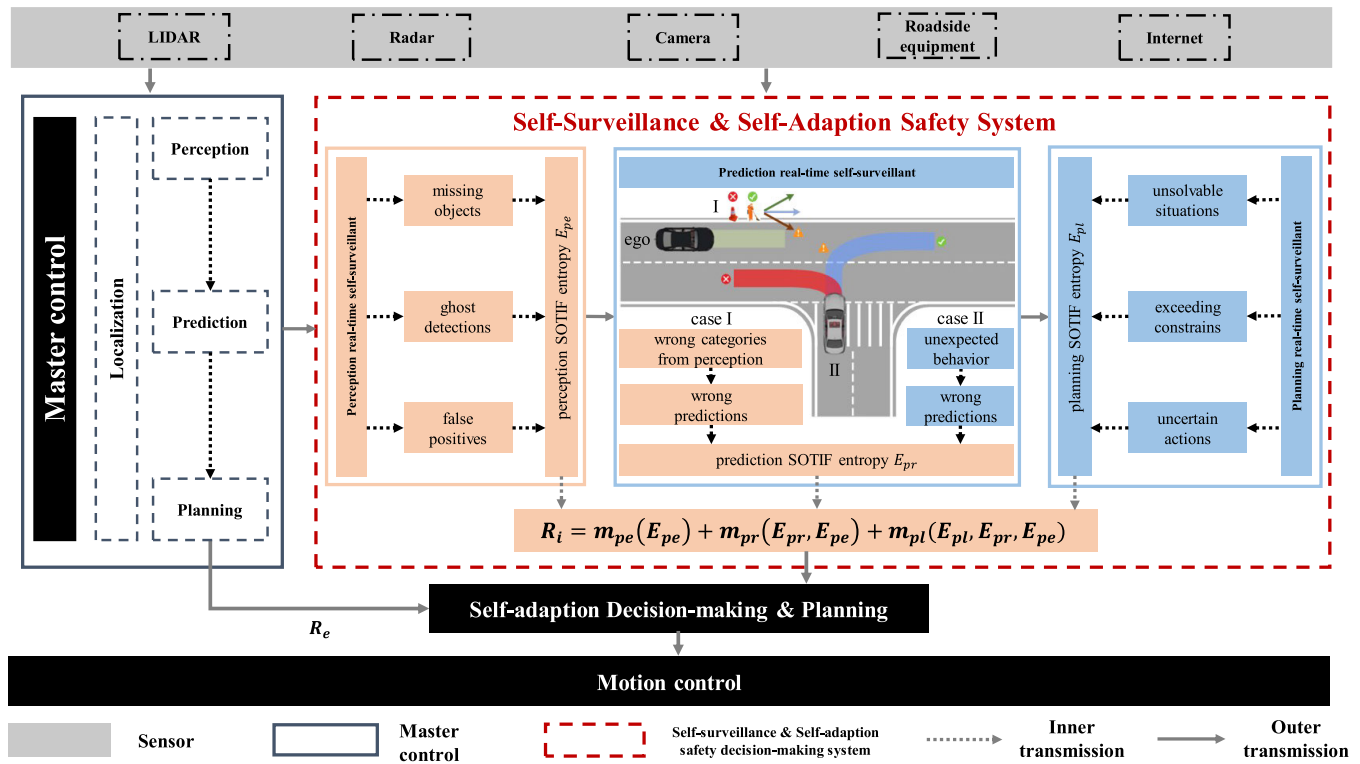 LIDAR
Radar
Camera
Roadside
equipment
Internet
Master control
Localization
Perception
Prediction
Planning
Self-Surveillance & Self-Adaption Safety System
Perception real-time self-surveillant
missing
objects
ghost
detections
false
positives
perception SOTIF entropy E_pe
Prediction real-time self-surveillant
I
ego
II
case I
wrong categories
from perception
wrong
predictions
case II
unexpected
behavior
wrong
predictions
prediction SOTIF entropy E_pr
planning SOTIF entropy E_pl
unsolvable
situations
exceeding
constrains
uncertain
actions
Planning real-time self-surveillant
R_i = m_pe(E_pe) + m_pr(E_pr, E_pe) + m_pl(E_pl, E_pr, E_pe)
R_e
Self-adaption Decision-making & Planning
Motion control
Sensor
Master
control
Self-surveillance & Self-adaption
safety decision-making system
Inner
transmission
Outer
transmission